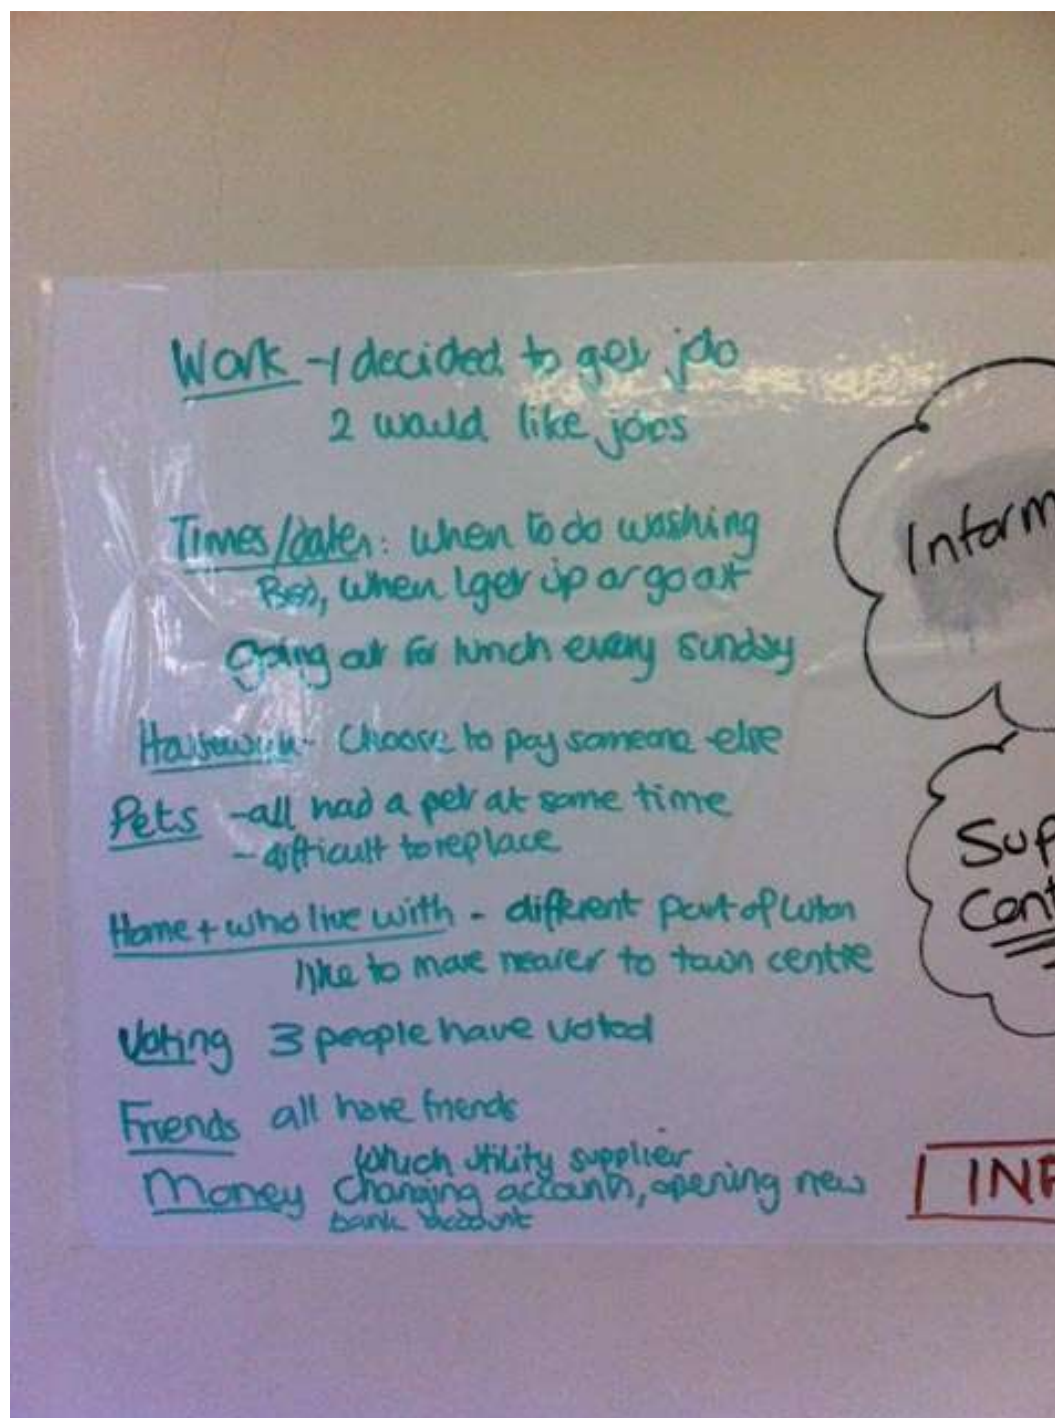 Work - 1 decided to get job
2 would like jobs
Times/dates: when to do washing
Bed, when I get up or go out
Going out for lunch every Sunday
Housework - Choose to pay someone else
Pets - all had a pet at some time
- difficult to replace
Home + who live with - different part of Luton
like to move nearer to town centre
Voting 3 people have voted
Friends all have friends
Which utility supplier
Money Changing accounts, opening new
bank account
Inform
Sup
Cent
INF